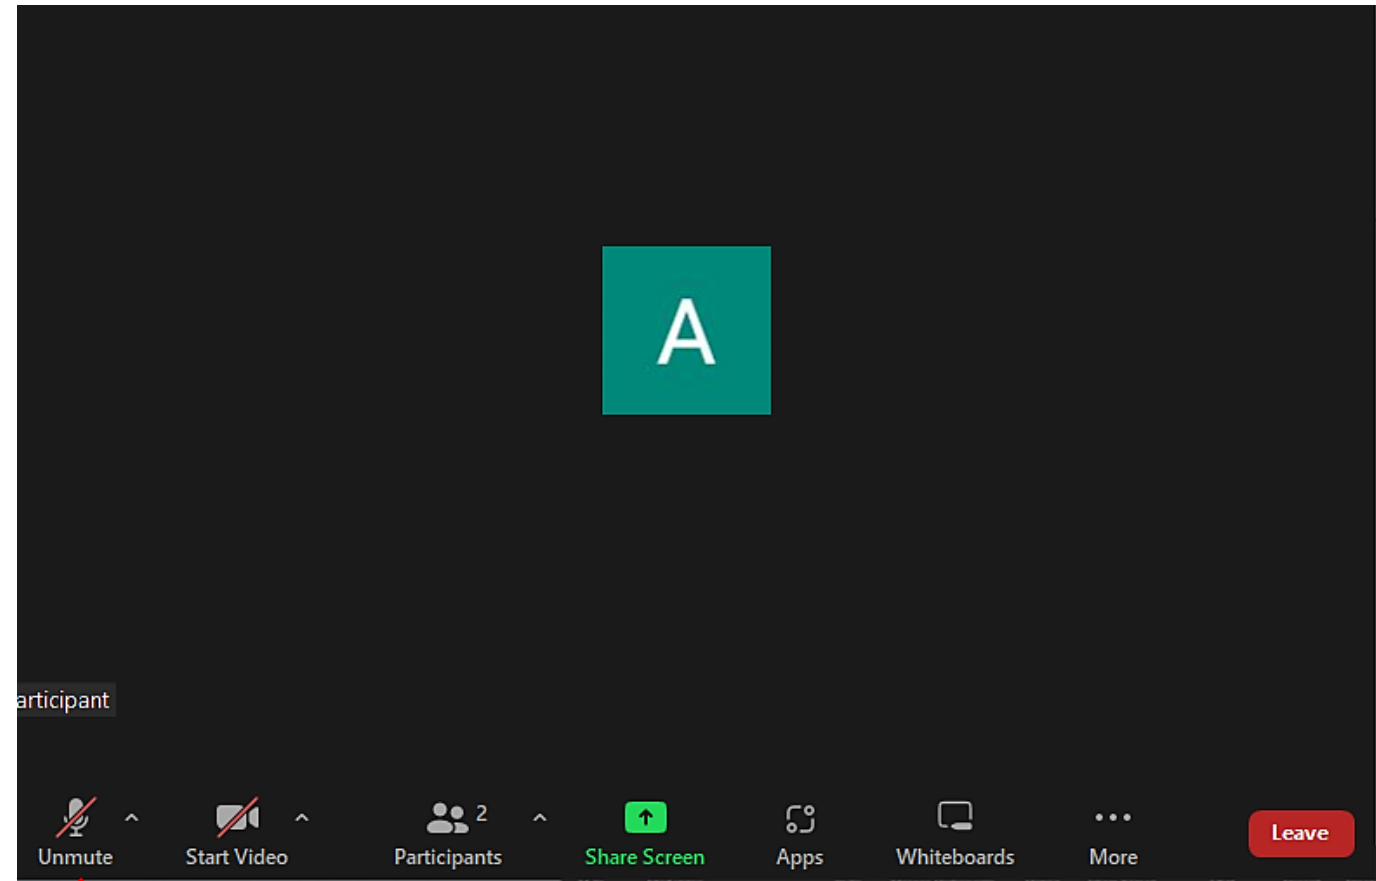 A
articipant
2
Unmute
Start Video
Participants
Share Screen
Apps
Whiteboards
More
Leave